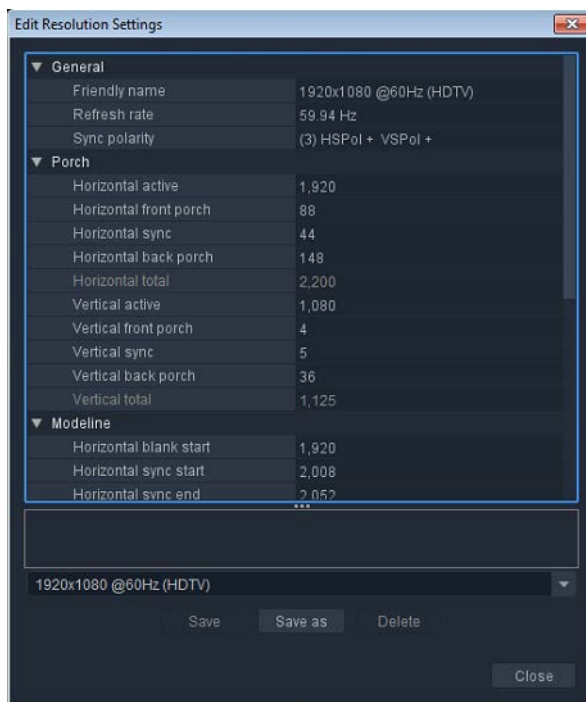 Edit Resolution Settings
General
Friendly name 1920x1080 @60Hz (HDTV)
Refresh rate 59.94 Hz
Sync polarity (3) HSPol + VSPol +
Porch
Horizontal active 1,920
Horizontal front porch 88
Horizontal sync 44
Horizontal back porch 148
Horizontal total 2,200
Vertical active 1,080
Vertical front porch 4
Vertical sync 5
Vertical back porch 36
Vertical total 1,125
Modeline
Horizontal blank start 1,920
Horizontal sync start 2,008
Horizontal sync end 2,052
1920x1080 @60Hz (HDTV)
Save Save as Delete
Close